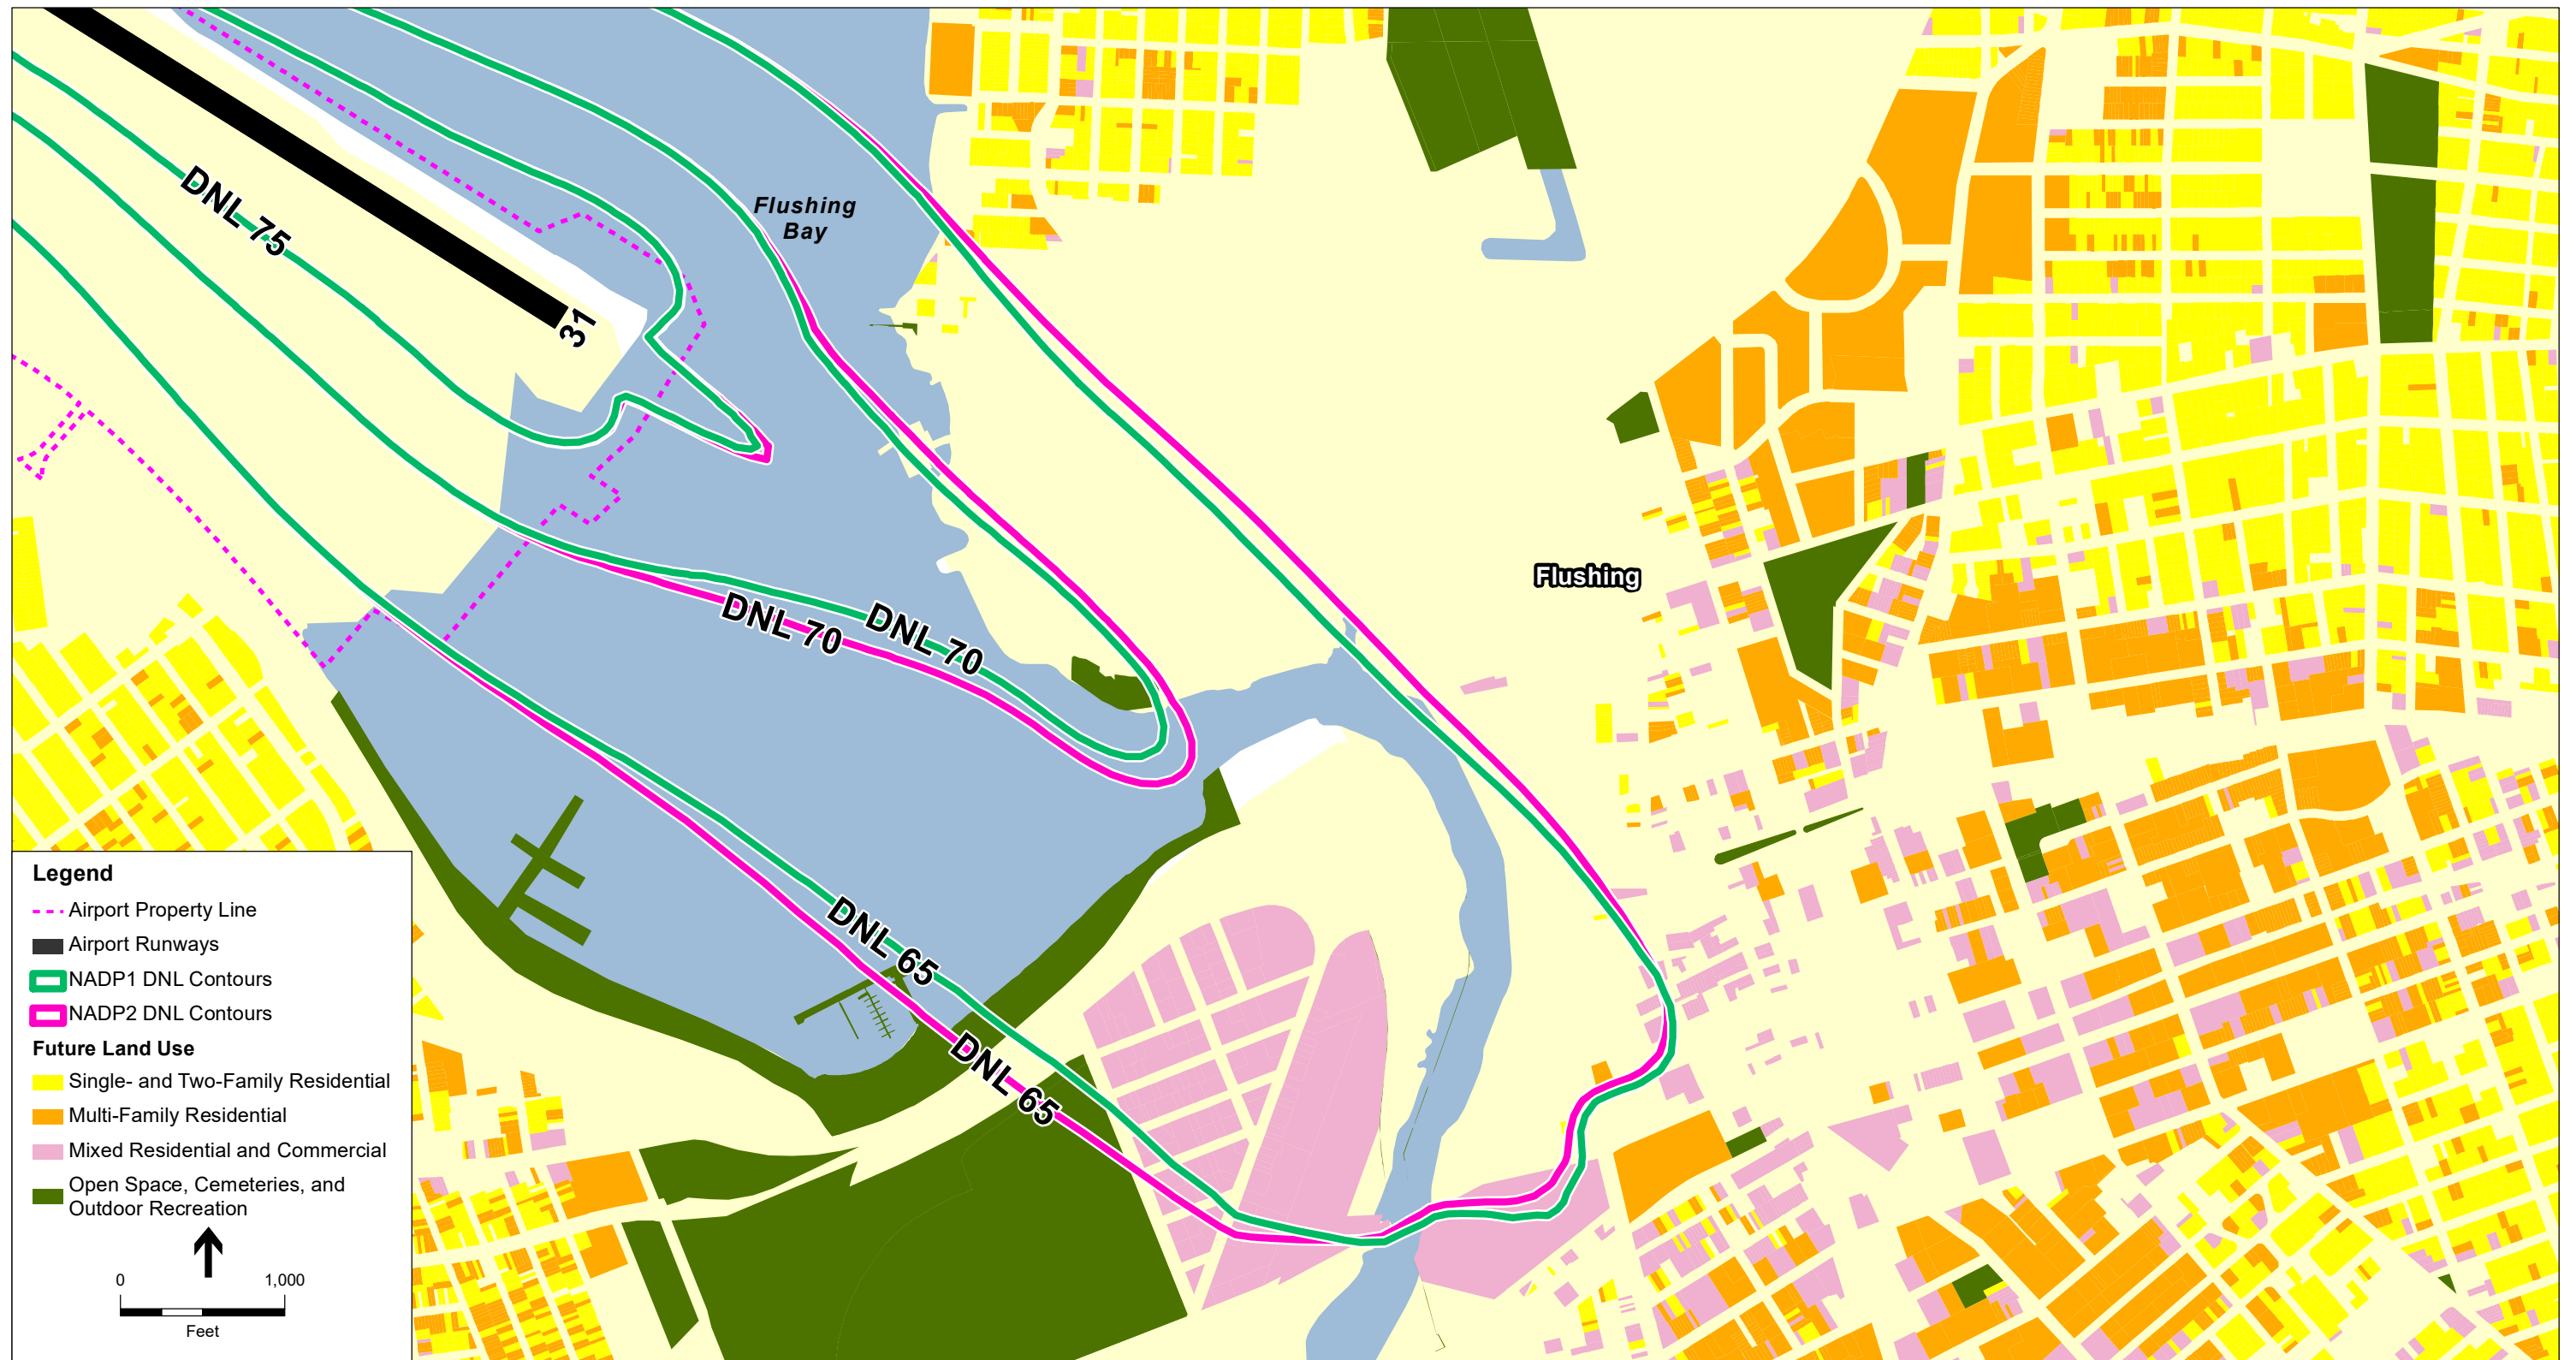 DNL 75
31
Flushing
Bay
DNL 70
DNL 70
Flushing
DNL 65
DNL 65
Legend
Airport Property Line
Airport Runways
NADP1 DNL Contours
NADP2 DNL Contours
Future Land Use
Single- and Two-Family Residential
Multi-Family Residential
Mixed Residential and Commercial
Open Space, Cemeteries, and
Outdoor Recreation
0 1,000
Feet